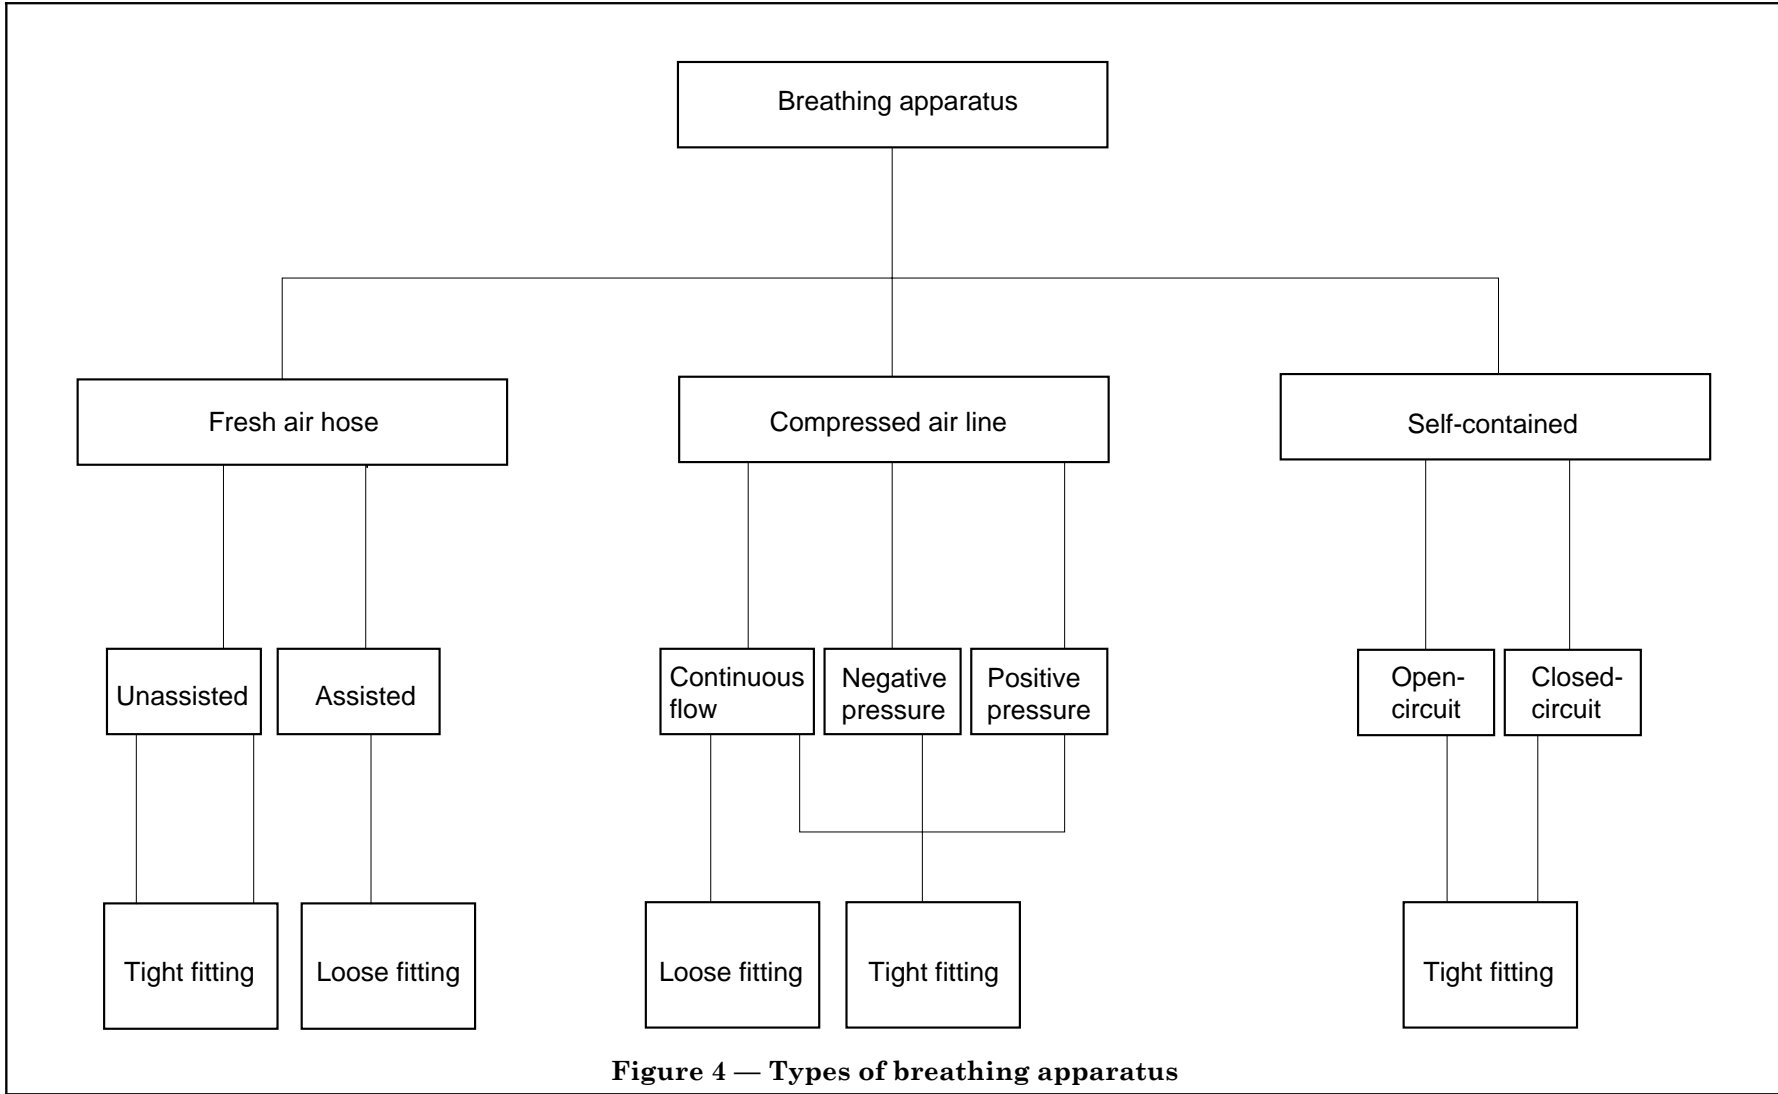 Breathing apparatus
Fresh air hose
Compressed air line
Self-contained
Unassisted
Assisted
Continuous
flow
Negative
pressure
Positive
pressure
Open-
circuit
Closed-
circuit
Tight fitting
Loose fitting
Loose fitting
Tight fitting
Tight fitting
Figure 4 — Types of breathing apparatus